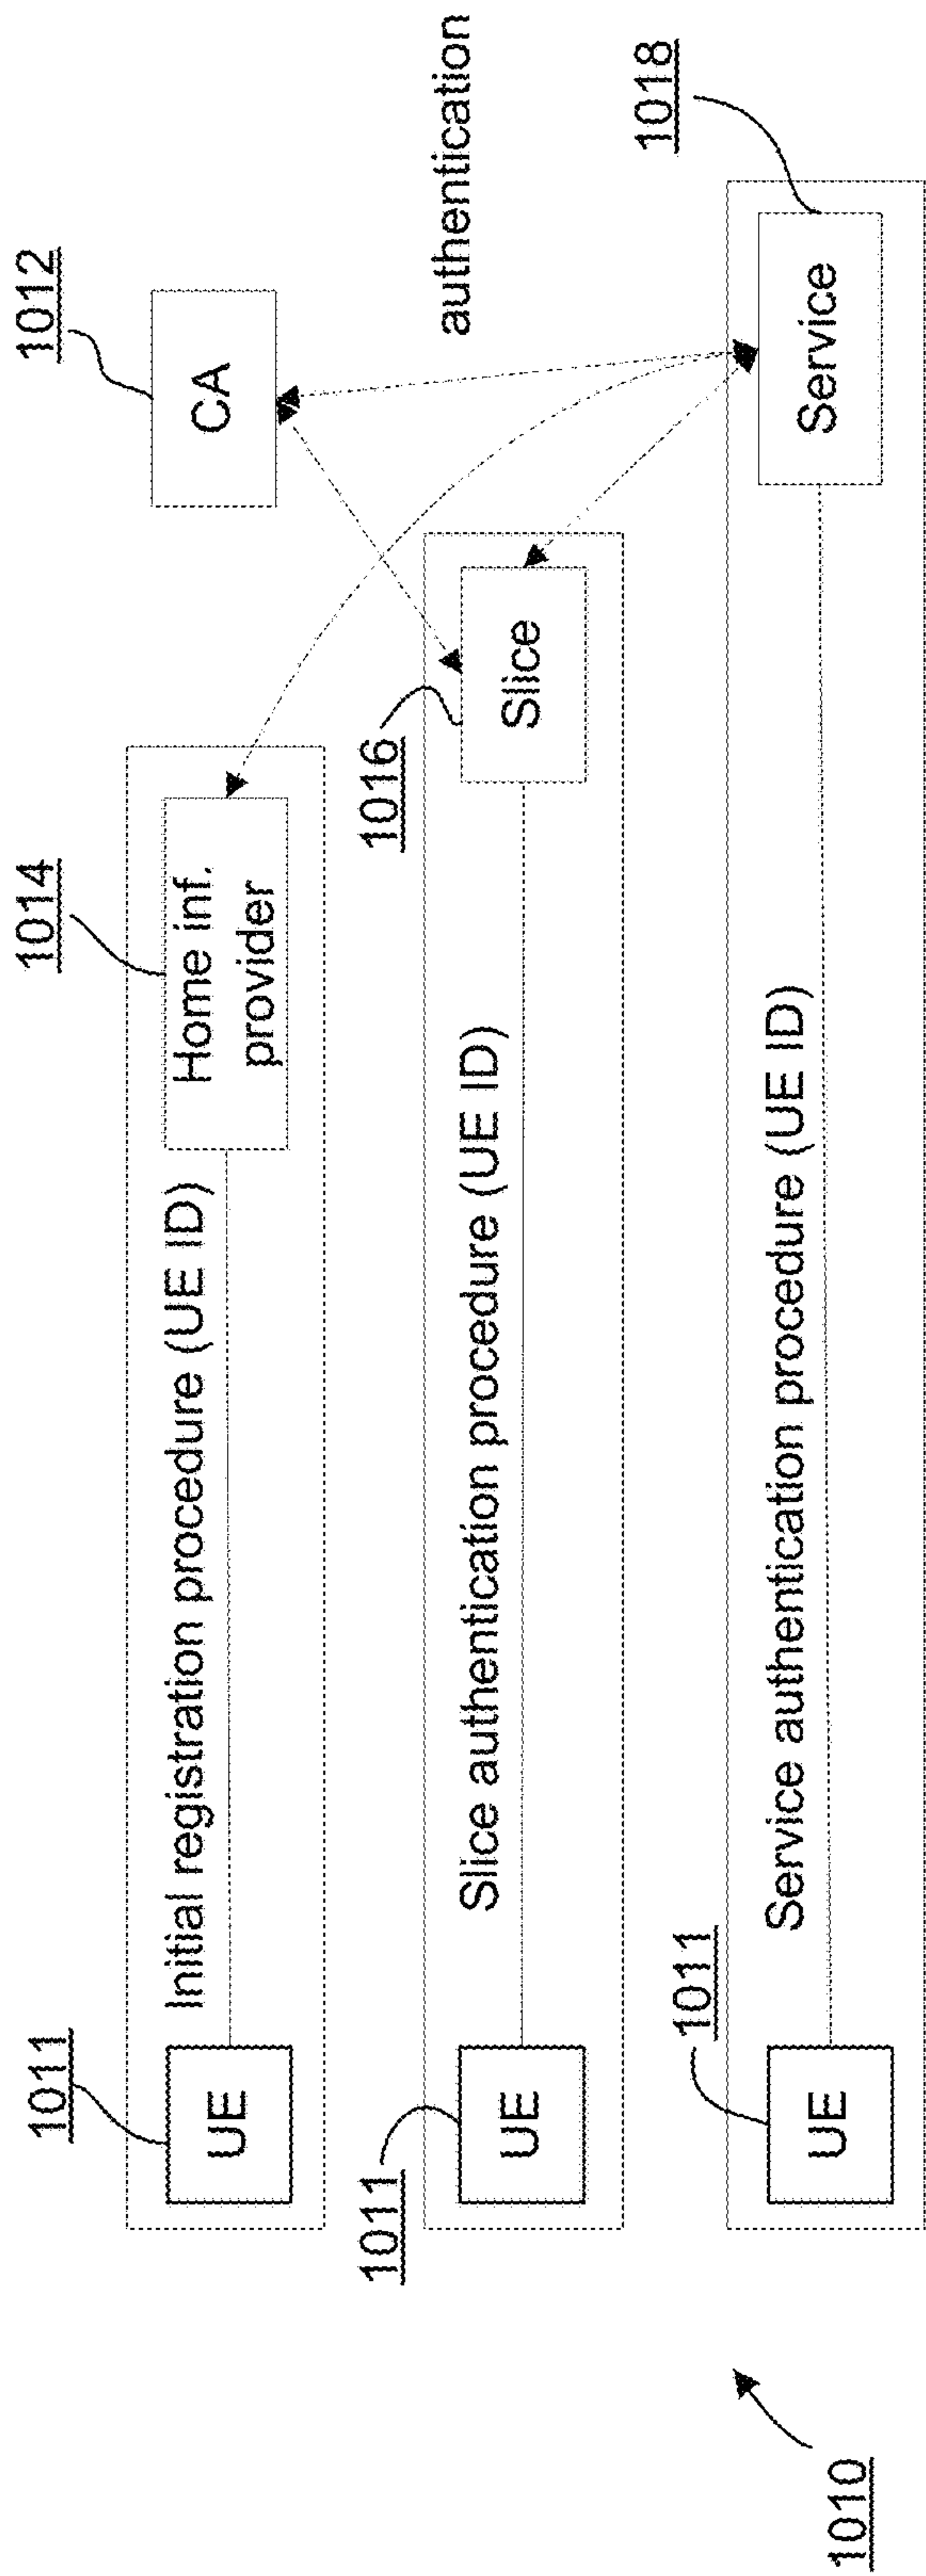 1012
CA
authentication
1014
Home inf.
provider
1011
UE
Initial registration procedure (UE ID)
1016
Slice
1011
UE
Slice authentication procedure (UE ID)
1018
Service
1011
UE
Service authentication procedure (UE ID)
1010